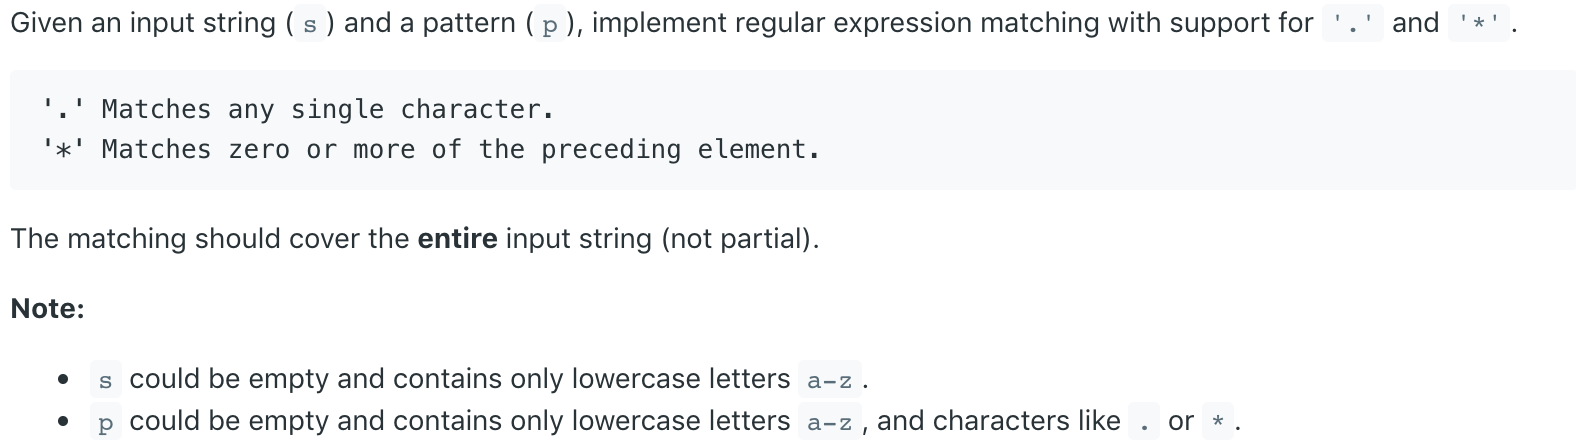 Given an input string ( s ) and a pattern ( p ), implement regular expression matching with support for '.' and '*'.
'.' Matches any single character.
'*' Matches zero or more of the preceding element.
The matching should cover the entire input string (not partial).
Note:
• s could be empty and contains only lowercase letters a-z.
• p could be empty and contains only lowercase letters a-z, and characters like . or *.